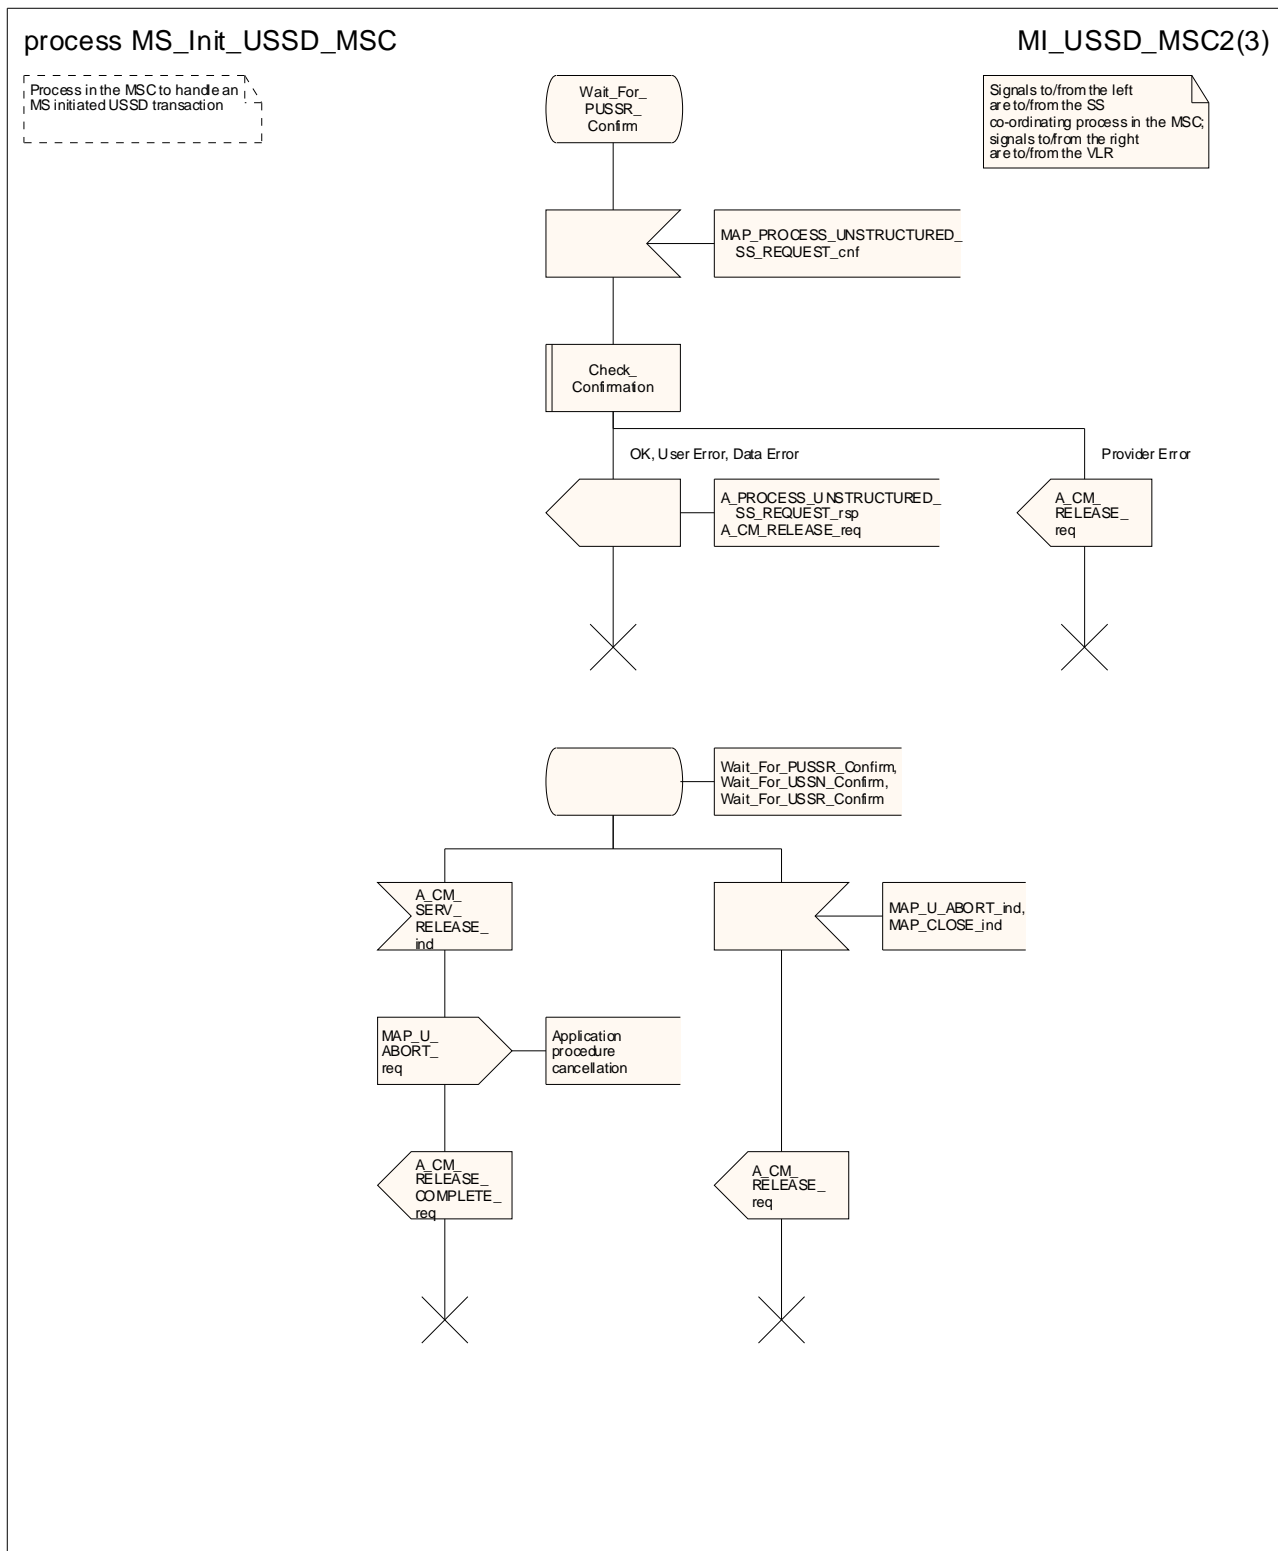 process MS_Init_USSD_MSC
MI_USSD_MSC2(3)
Process in the MSC to handle an
MS initiated USSD transaction
Wait_For_
PUSSR_
Confirm
Signals to/from the left
are to/from the SS
co-ordinating process in the MSC;
signals to/from the right
are to/from the VLR
MAP_PROCESS_UNSTRUCTURED_
SS_REQUEST_cnf
Check_
Confirmation
OK, User Error, Data Error
Provider Error
A_PROCESS_UNSTRUCTURED_
SS_REQUEST_rsp
A_CM_RELEASE_req
A_CM_
RELEASE_
req
Wait_For_PUSSR_Confirm,
Wait_For_USSN_Confirm,
Wait_For_USSR_Confirm
A_CM_
SERV_
RELEASE_
ind
MAP_U_ABORT_ind,
MAP_CLOSE_ind
MAP_U_
ABORT_
req
Application
procedure
cancellation
A_CM_
RELEASE_
COMPLETE_
req
A_CM_
RELEASE_
req